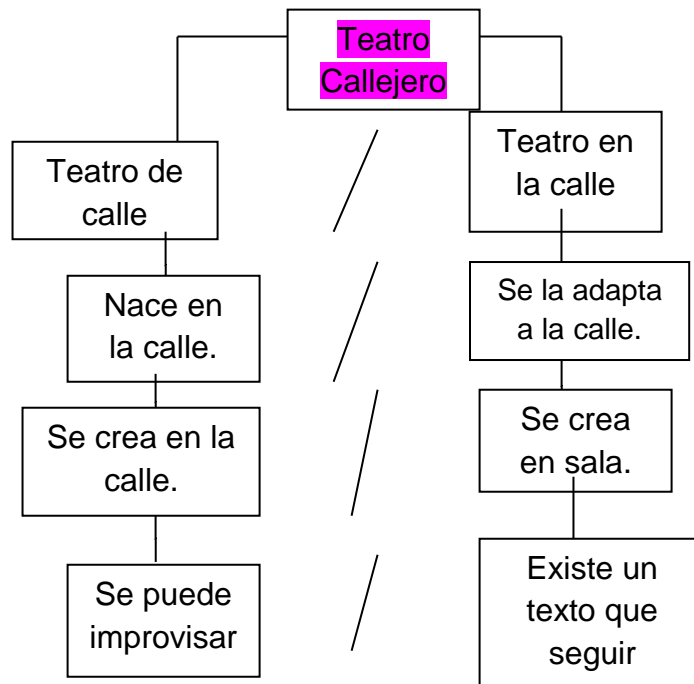 Teatro
Callejero
Teatro de
calle
Teatro en
la calle
Nace en
la calle.
Se la adapta
a la calle.
Se crea en la
calle.
Se crea
en sala.
Se puede
improvisar
Existe un
texto que
seguir